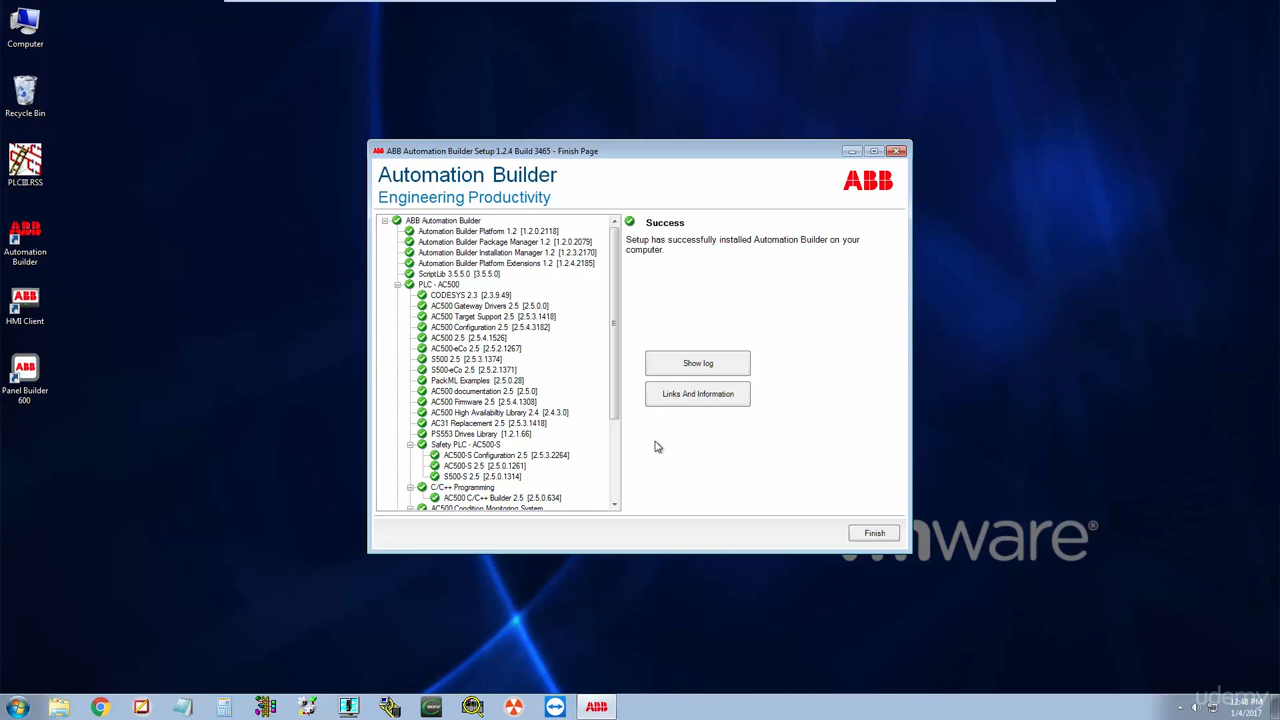 Computer
Recycle Bin
PLCIII.RSS
ABB
Automation
Builder
ABB
HMI Client
ABB
Panel Builder
600
ABB ABB Automation Builder Setup 1.2.4 Build 3465 - Finish Page
Automation Builder
Engineering Productivity
ABB
ABB Automation Builder
Automation Builder Platform 1.2 [1.2.0.2118]
Automation Builder Package Manager 1.2 [1.2.0.2079]
Automation Builder Installation Manager 1.2 [1.2.3.2170]
Automation Builder Platform Extensions 1.2 [1.2.4.2185]
ScriptLib 3.5.5.0 [3.5.5.0]
PLC - AC500
CODESYS 2.3 [2.3.9.49]
AC500 Gateway Drivers 2.5 [2.5.0.0]
AC500 Target Support 2.5 [2.5.3.1418]
AC500 Configuration 2.5 [2.5.4.3182]
AC500 2.5 [2.5.4.1526]
AC500-eCo 2.5 [2.5.2.1267]
S500 2.5 [2.5.3.1374]
S500-eCo 2.5 [2.5.2.1371]
PackML Examples [2.5.0.28]
AC500 documentation 2.5 [2.5.0]
AC500 Firmware 2.5 [2.5.4.1308]
AC500 High Availabiltiy Library 2.4 [2.4.3.0]
AC31 Replacement 2.5 [2.5.3.1418]
PS553 Drives Library [1.2.1.66]
Safety PLC - AC500-S
AC500-S Configuration 2.5 [2.5.3.2264]
AC500-S 2.5 [2.5.0.1261]
S500-S 2.5 [2.5.0.1314]
C/C++ Programming
AC500 C/C++ Builder 2.5 [2.5.0.634]
AC500 Condition Monitoring System
Success
Setup has successfully installed Automation Builder on your
computer.
Show log
Links And Information
Finish
mware®
ABB
udemy
12:48 PM
1/4/2017